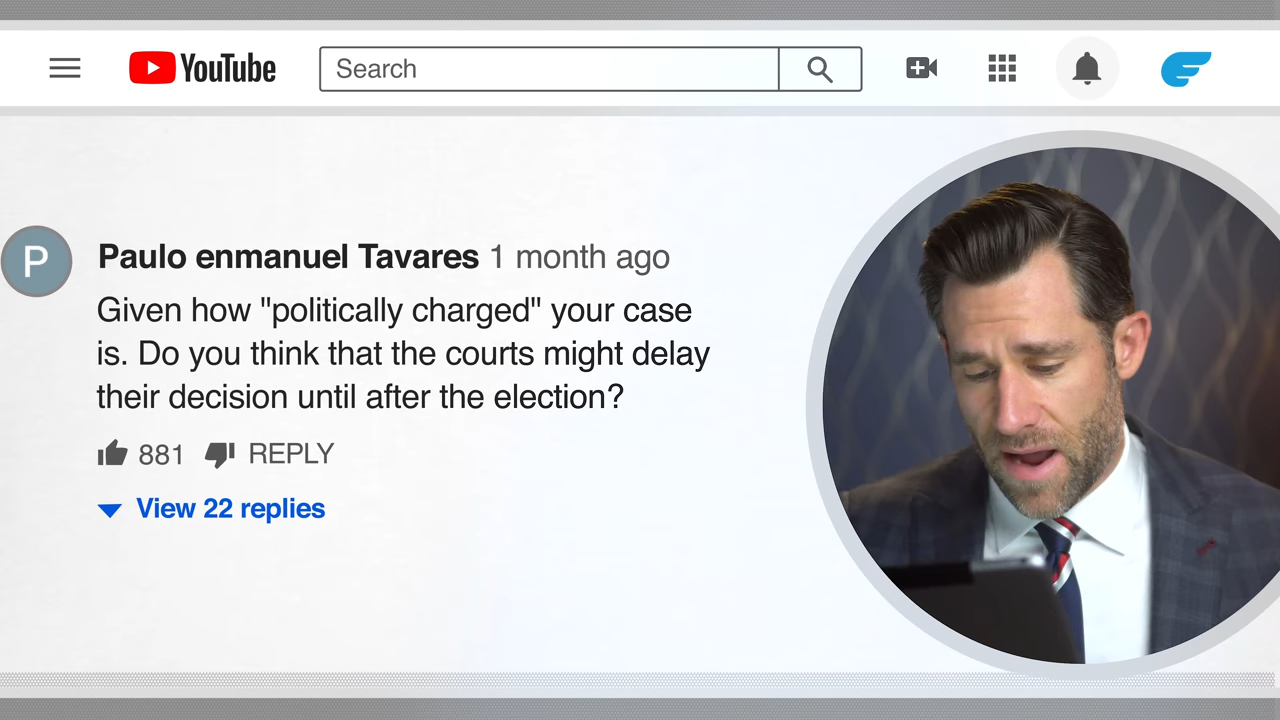 YouTube
Search
P
Paulo enmanuel Tavares 1 month ago
Given how "politically charged" your case
is. Do you think that the courts might delay
their decision until after the election?
881 REPLY
View 22 replies